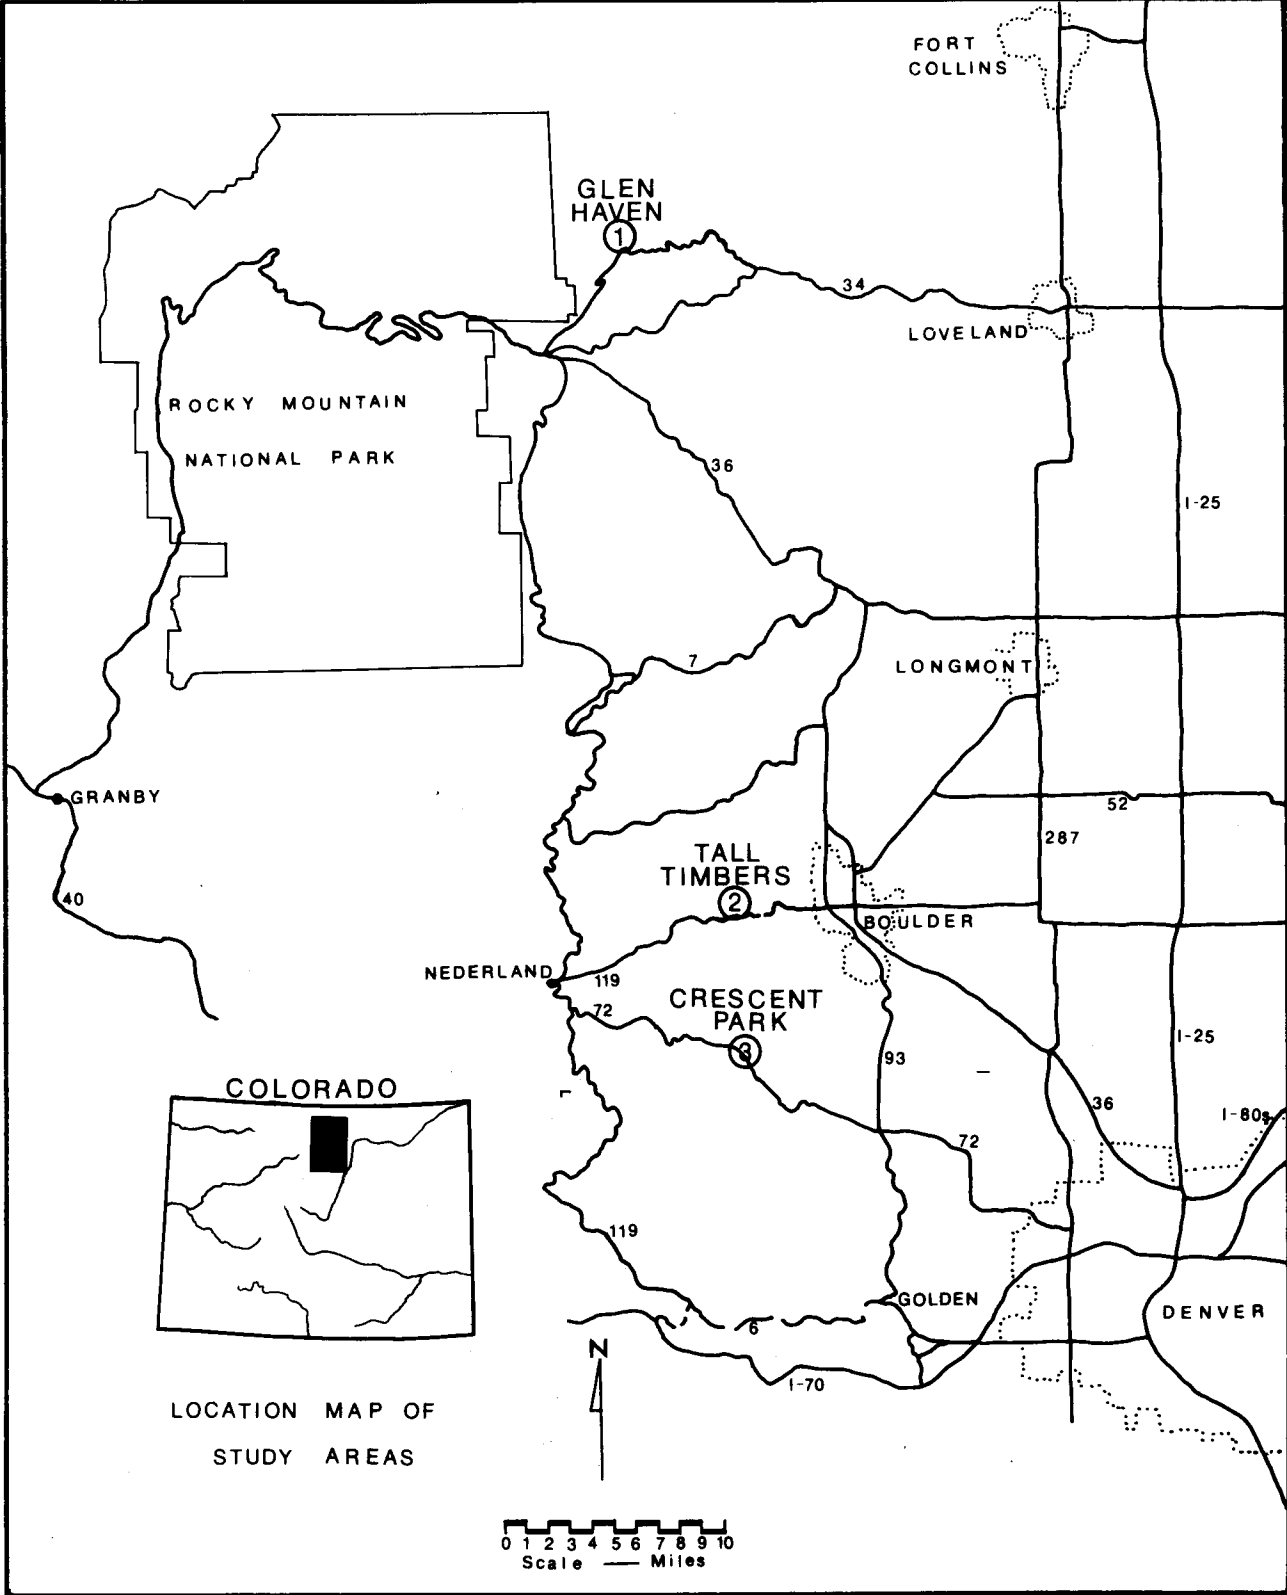 FORT
COLLINS
GLEN
HAVEN
1
34
LOVELAND
ROCKY MOUNTAIN
NATIONAL PARK
36
I-25
7
LONGMONT
GRANBY
52
287
TALL
TIMBERS
2
40
BOULDER
NEDERLAND
119
72
CRESCENT
PARK
3
I-25
93
COLORADO
36
I-80s
72
119
GOLDEN
DENVER
6
N
I-70
LOCATION MAP OF
STUDY AREAS
0 1 2 3 4 5 6 7 8 9 10
Scale — Miles